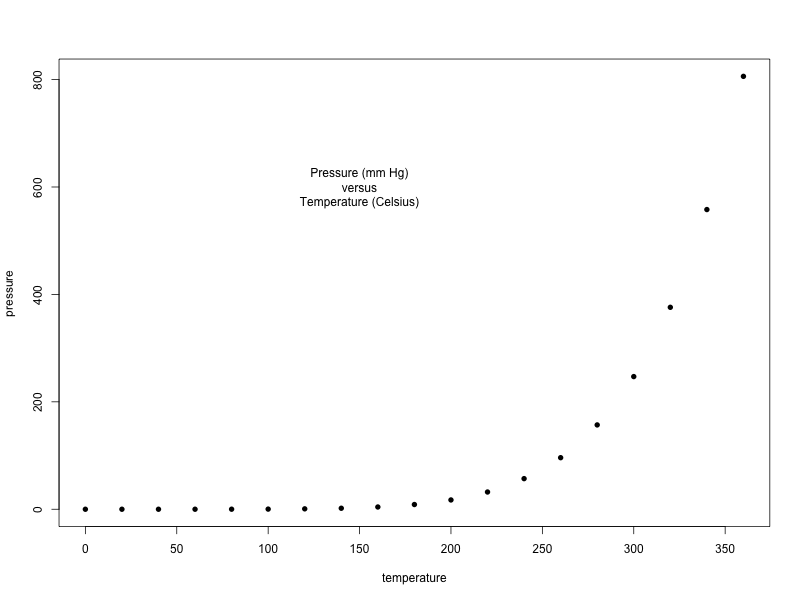 800
600
400
200
0
pressure
Pressure (mm Hg)
versus
Temperature (Celsius)
0 50 100 150 200 250 300 350
temperature